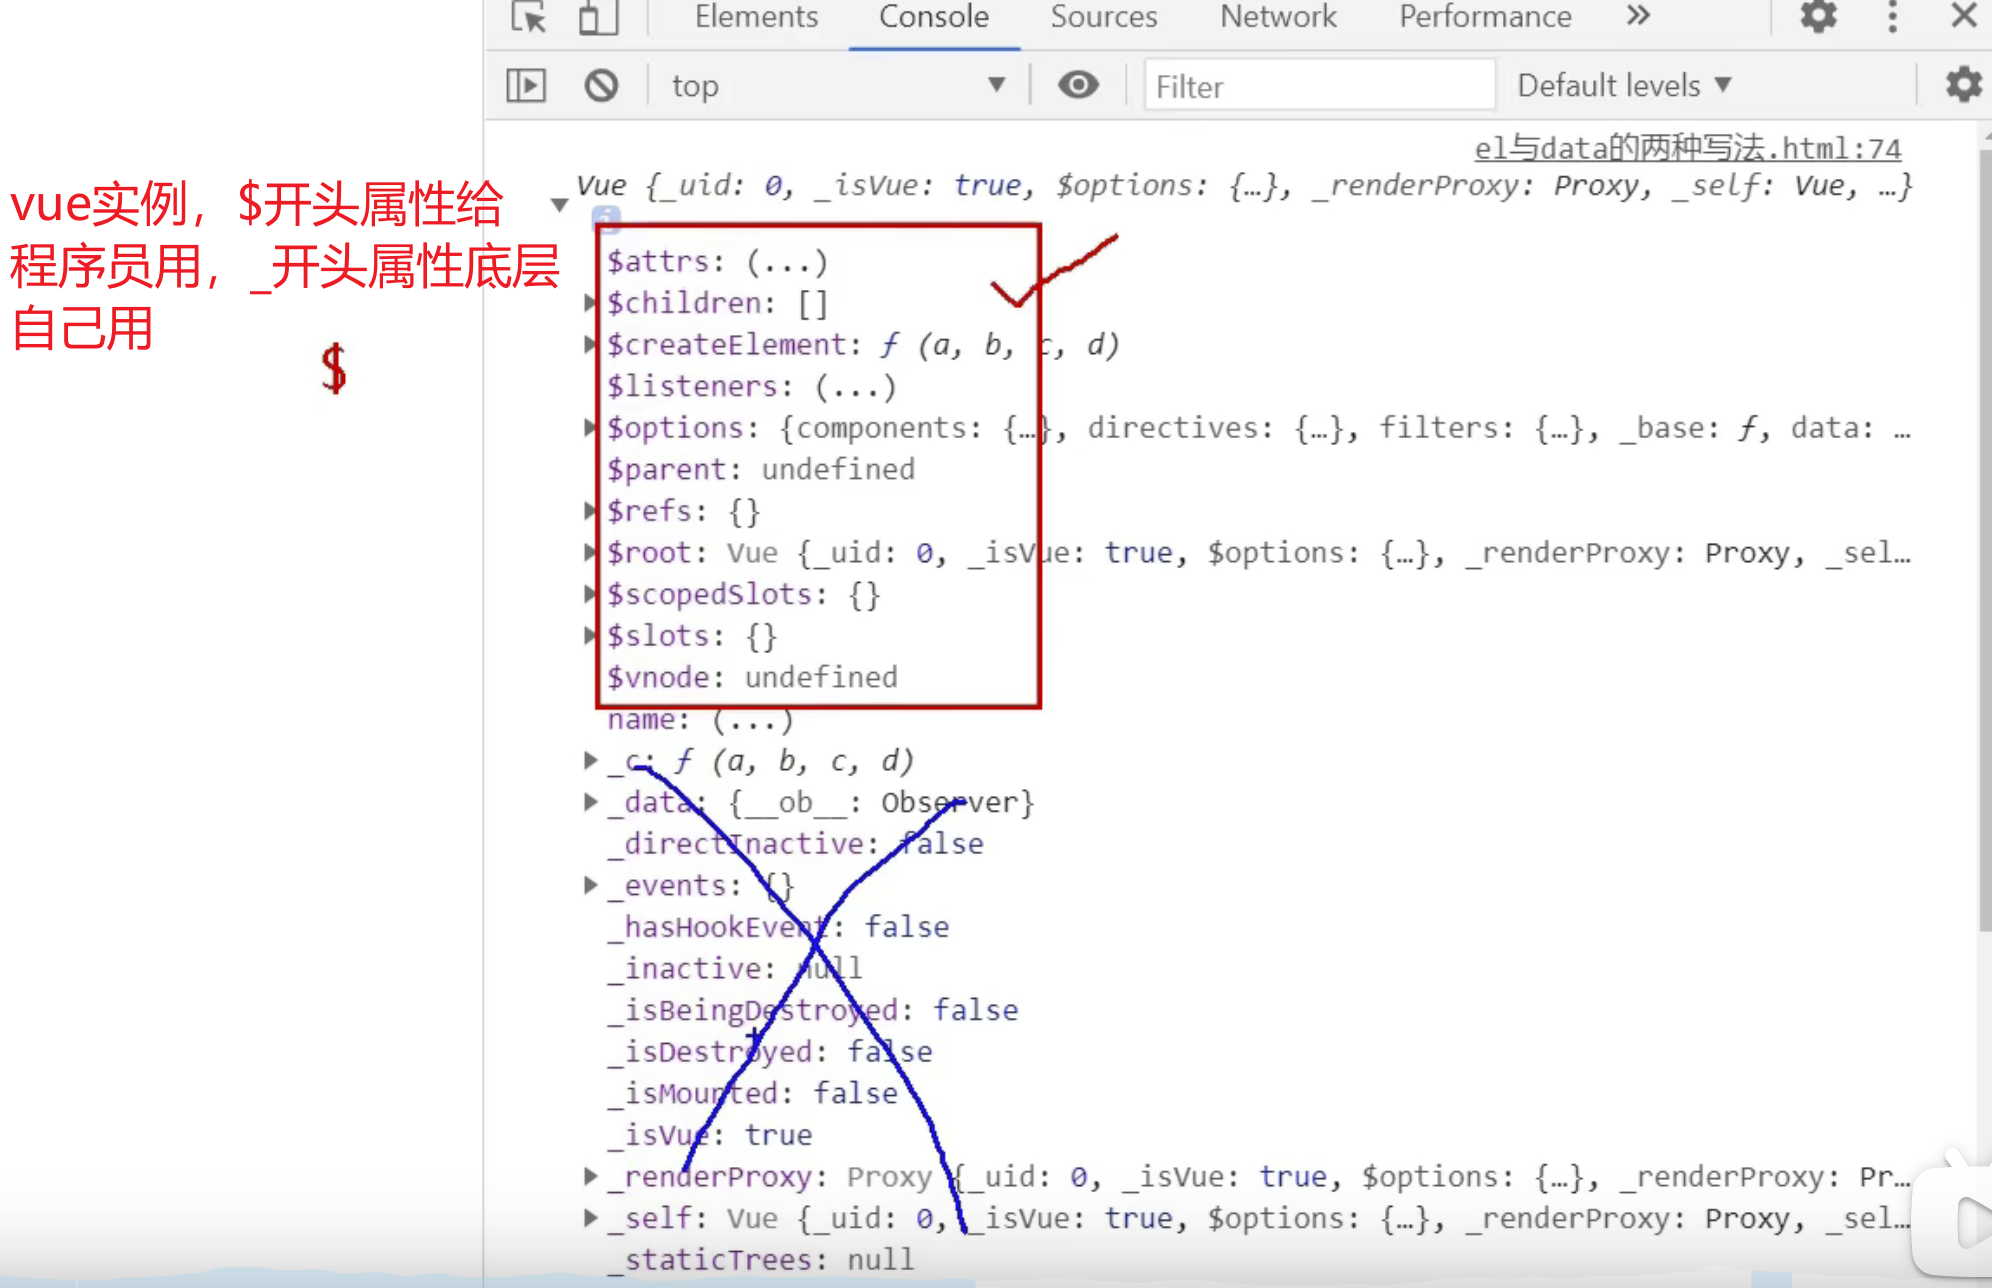 Elements Console Sources Network Performance »
top Filter Default levels
el与data的两种写法.html:74
Vue {_uid: 0, _isVue: true, $options: {…}, _renderProxy: Proxy, _self: Vue, …}
vue实例，$开头属性给
程序员用，_开头属性底层
自己用
$
$attrs: (...)
$children: []
$createElement: ƒ (a, b, c, d)
$listeners: (...)
$options: {components: {…}, directives: {…}, filters: {…}, _base: ƒ, data: …
$parent: undefined
$refs: {}
$root: Vue {_uid: 0, _isVue: true, $options: {…}, _renderProxy: Proxy, _sel…
$scopedSlots: {}
$slots: {}
$vnode: undefined
name: (...)
_c: ƒ (a, b, c, d)
_data: {__ob__: Observer}
_directInactive: false
_events: {}
_hasHookEvent: false
_inactive: null
_isBeingDestroyed: false
_isDestroyed: false
_isMounted: false
_isVue: true
_renderProxy: Proxy {_uid: 0, _isVue: true, $options: {…}, _renderProxy: Pr…
_self: Vue {_uid: 0, _isVue: true, $options: {…}, _renderProxy: Proxy, _sel…
_staticTrees: null